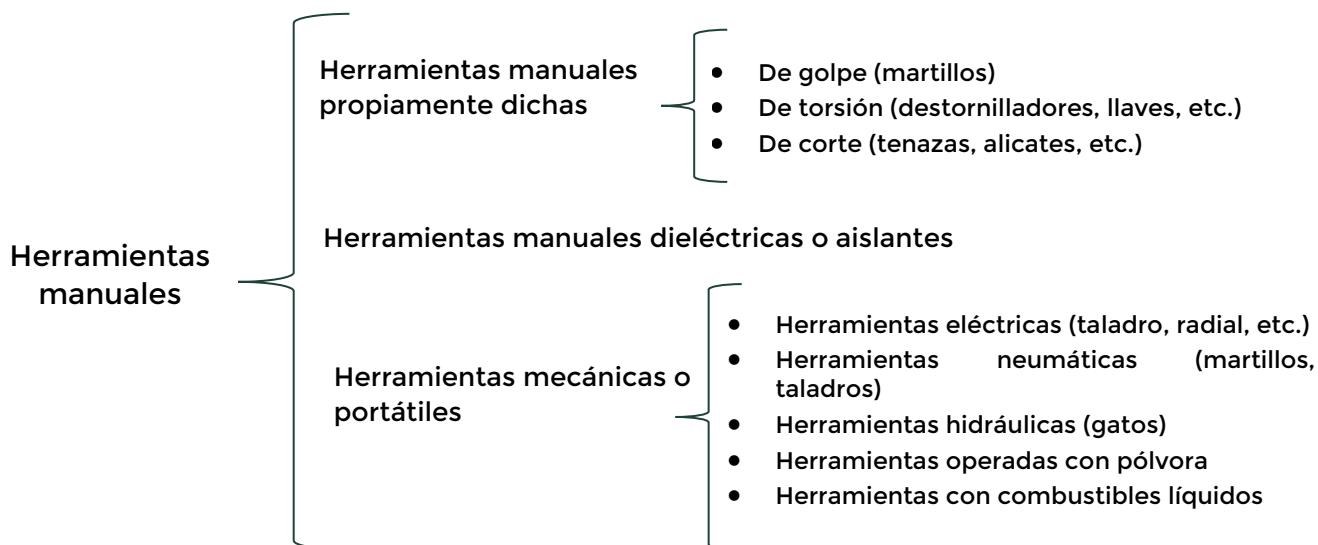 Herramientas
manuales
Herramientas manuales
propiamente dichas
• De golpe (martillos)
• De torsión (destornilladores, llaves, etc.)
• De corte (tenazas, alicates, etc.)
Herramientas manuales dieléctricas o aislantes
Herramientas mecánicas o
portátiles
• Herramientas eléctricas (taladro, radial, etc.)
• Herramientas neumáticas (martillos,
taladros)
• Herramientas hidráulicas (gatos)
• Herramientas operadas con pólvora
• Herramientas con combustibles líquidos